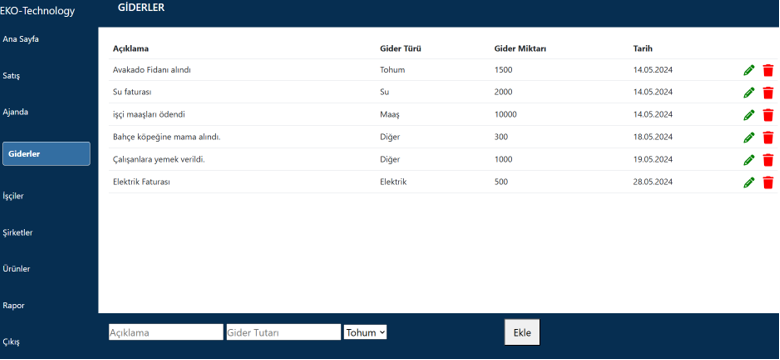 EKO-Technology
GİDERLER
Ana Sayfa
Satış
Ajanda
Giderler
İşçiler
Şirketler
Ürünler
Rapor
Çıkış
Açıklama Gider Türü Gider Miktarı Tarih
Avakado Fidanı alındı Tohum 1500 14.05.2024
Su faturası Su 2000 14.05.2024
işçi maaşları ödendi Maaş 10000 14.05.2024
Bahçe köpeğine mama alındı. Diğer 300 18.05.2024
Çalışanlara yemek verildi. Diğer 1000 19.05.2024
Elektrik Faturası Elektrik 500 28.05.2024
Açıklama Gider Tutarı Tohum Ekle